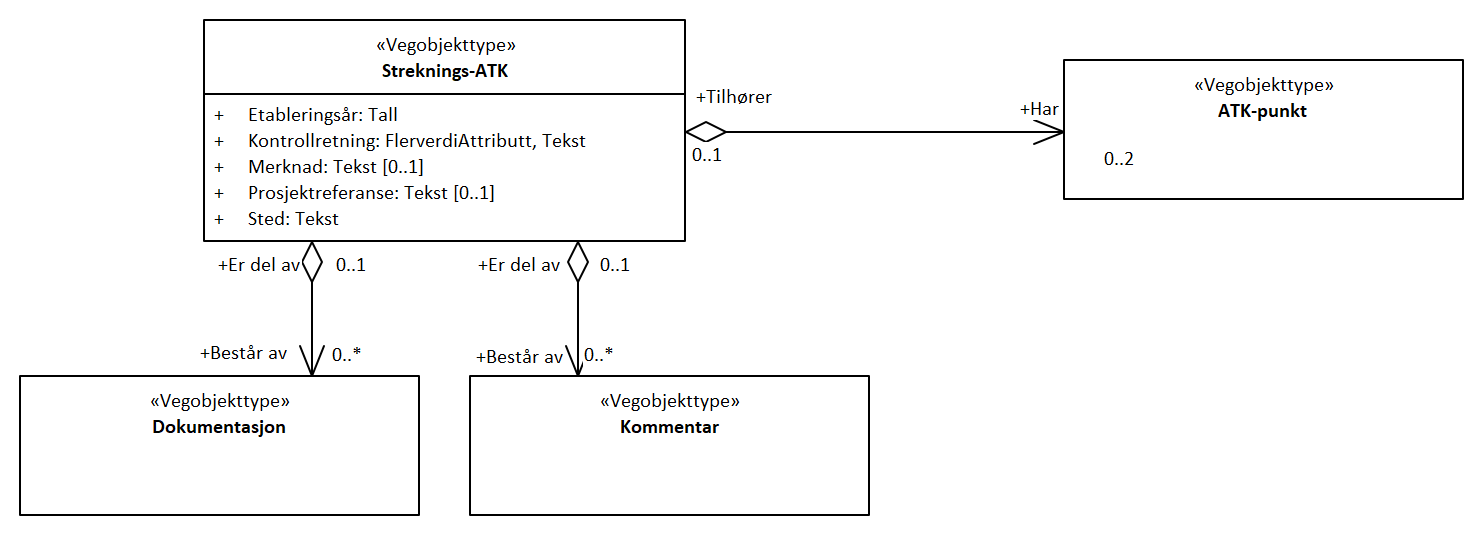 «Vegobjekttype»
Streknings-ATK
+ Etableringsår: Tall
+ Kontrollretning: FlerverdiAttributt, Tekst
+ Merknad: Tekst [0..1]
+ Prosjektreferanse: Tekst [0..1]
+ Sted: Tekst
+Tilhører
0..1
+Har
«Vegobjekttype»
ATK-punkt
0..2
+Er del av
0..1
+Er del av
0..1
+Består av
0..*
+Består av
0..*
«Vegobjekttype»
Dokumentasjon
«Vegobjekttype»
Kommentar